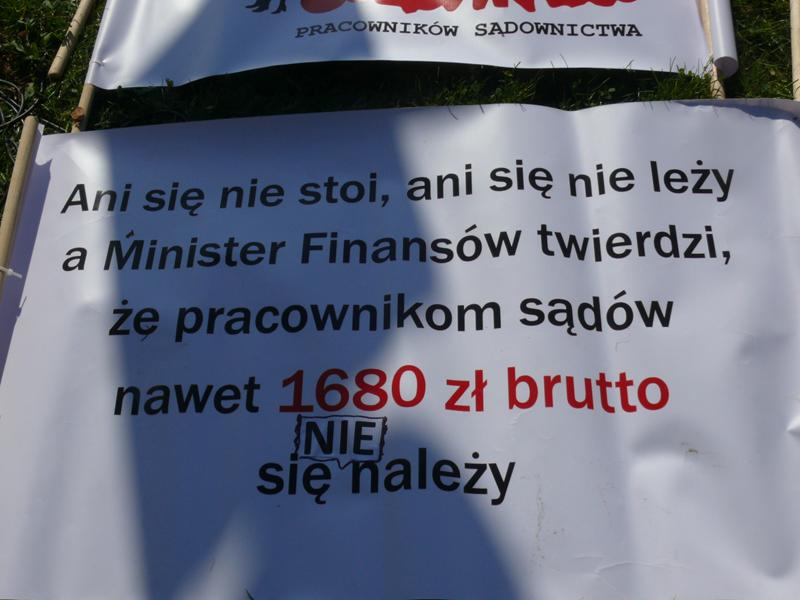 PRACOWNIKÓW SĄDOWNICTWA
Ani się nie stoi, ani się nie leży
a Minister Finansów twierdzi,
że pracownikom sądów
nawet 1680 zł brutto
NIE
się należy